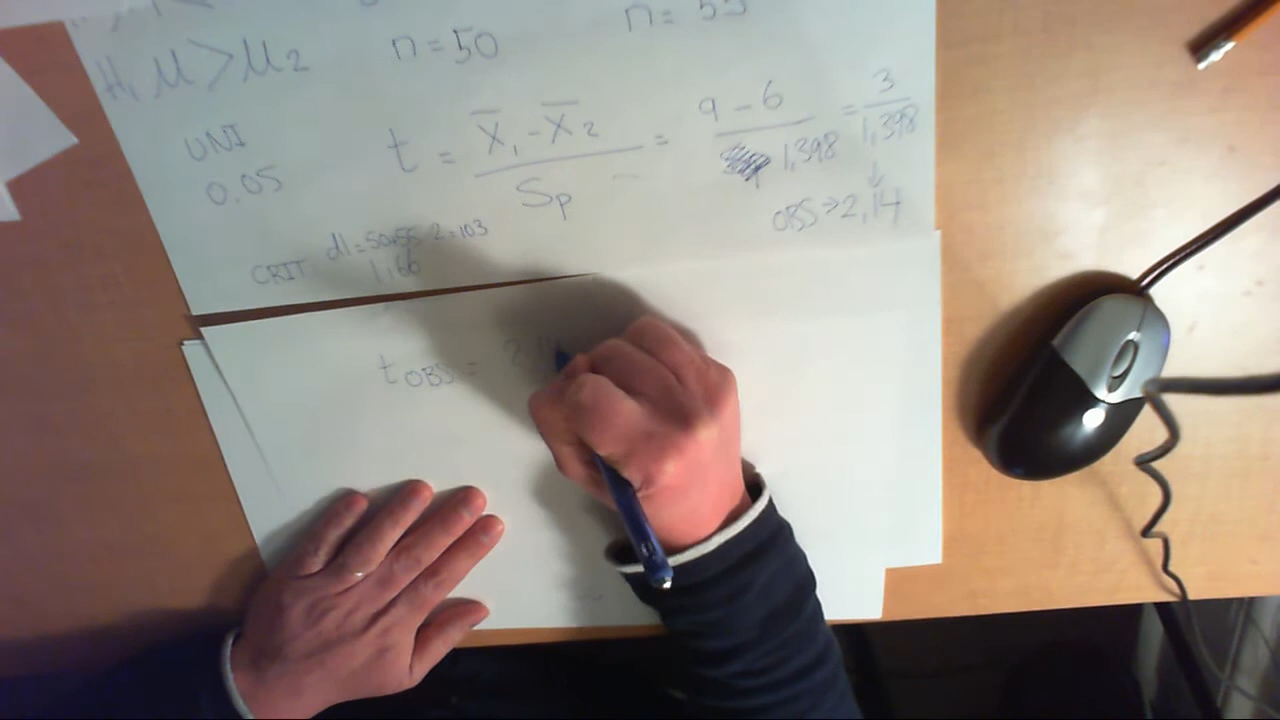 n = 55
H₁ μ > μ₂ n = 50
UNI
0,05
t = X̄₁ - X̄₂ / Sp = 9 - 6 / 1,398 = 3 / 1,398
↓
OBS → 2,14
dl = 50+55-2=103
CRIT 1,66
t OBS =